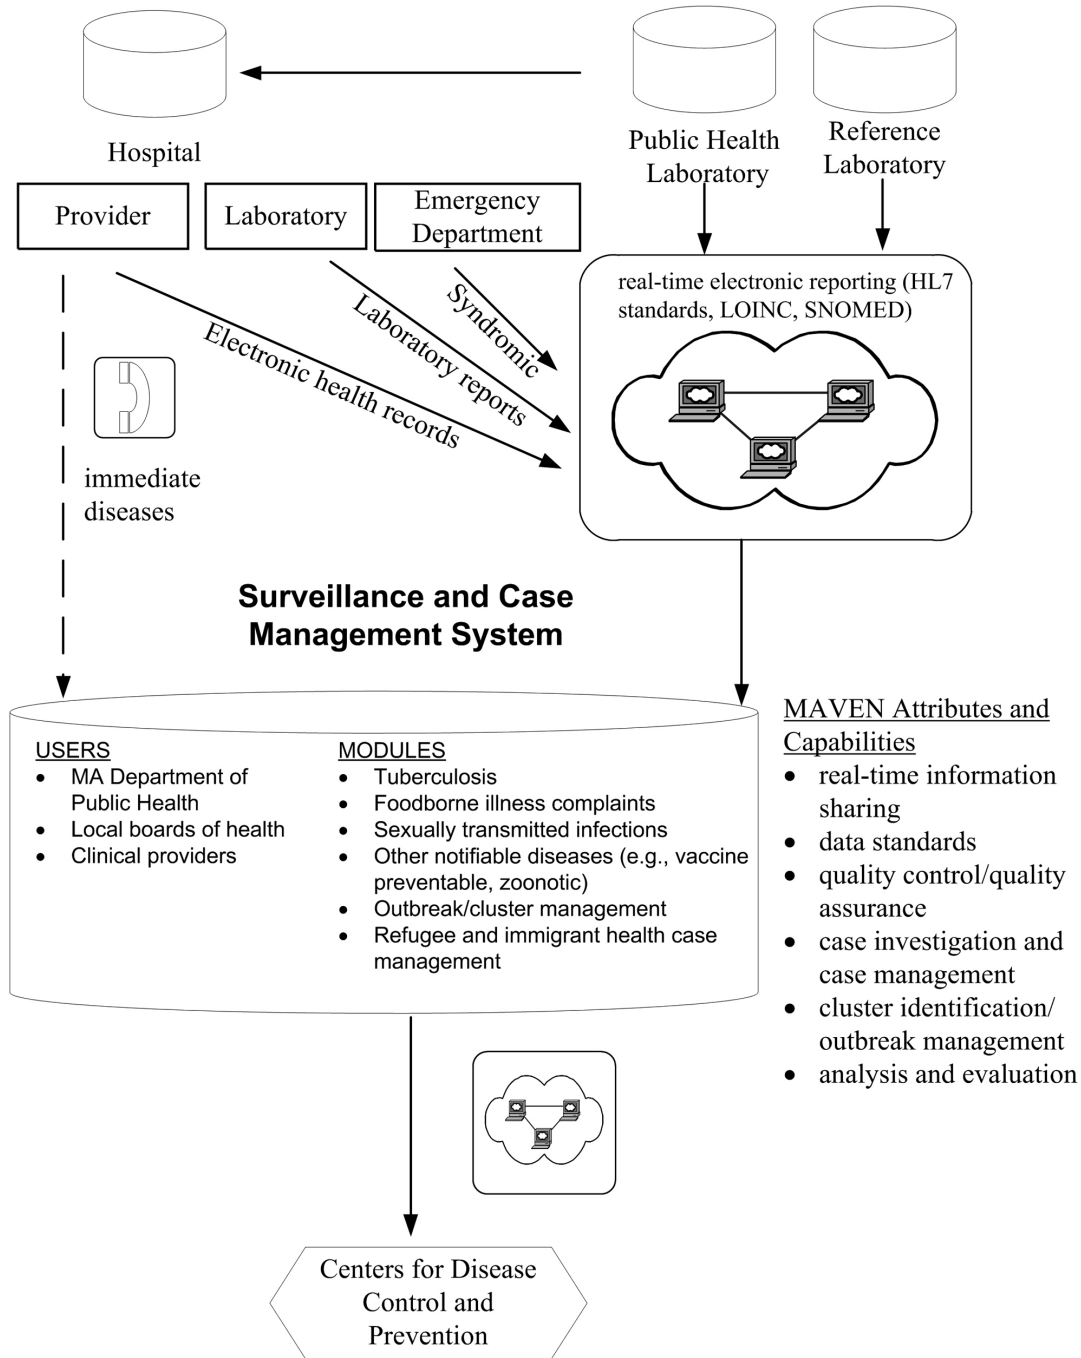 Hospital
Public Health
Laboratory
Reference
Laboratory
Provider
Laboratory
Emergency
Department
real-time electronic reporting (HL7
standards, LOINC, SNOMED)
Syndromic
Laboratory reports
Electronic health records
immediate
diseases
Surveillance and Case
Management System
USERS
• MA Department of
Public Health
• Local boards of health
• Clinical providers
MODULES
• Tuberculosis
• Foodborne illness complaints
• Sexually transmitted infections
• Other notifiable diseases (e.g., vaccine
preventable, zoonotic)
• Outbreak/cluster management
• Refugee and immigrant health case
management
MAVEN Attributes and
Capabilities
• real-time information
sharing
• data standards
• quality control/quality
assurance
• case investigation and
case management
• cluster identification/
outbreak management
• analysis and evaluation
Centers for Disease
Control and
Prevention